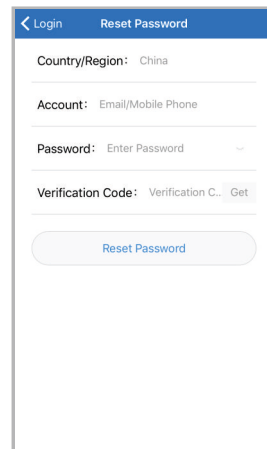 Login Reset Password
Country/Region: China
Account: Email/Mobile Phone
Password: Enter Password
Verification Code: Verification C.. Get
Reset Password